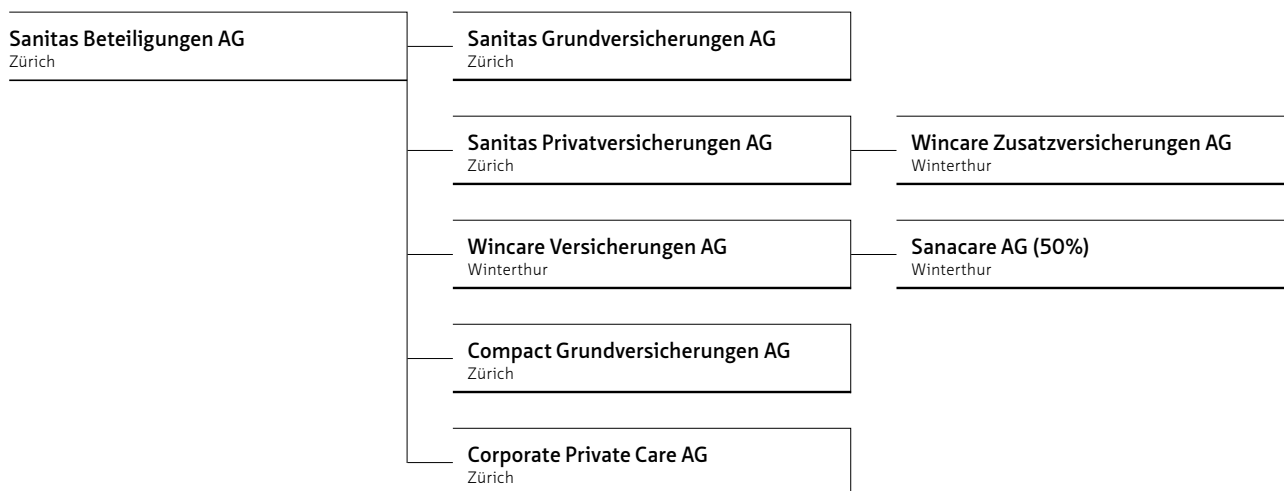 Sanitas Beteiligungen AG
Zürich
Sanitas Grundversicherungen AG
Zürich
Sanitas Privatversicherungen AG
Zürich
Wincare Zusatzversicherungen AG
Winterthur
Wincare Versicherungen AG
Winterthur
Sanacare AG (50%)
Winterthur
Compact Grundversicherungen AG
Zürich
Corporate Private Care AG
Zürich